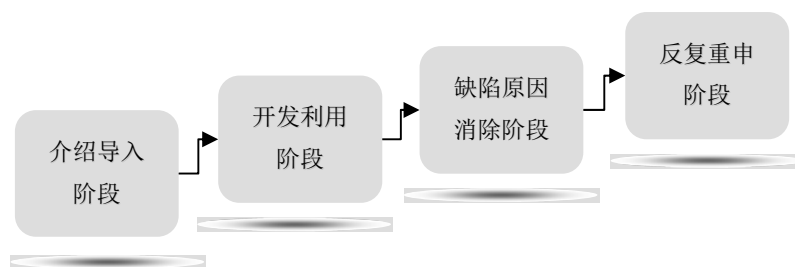 介绍导入
阶段
开发利用
阶段
缺陷原因
消除阶段
反复重申
阶段